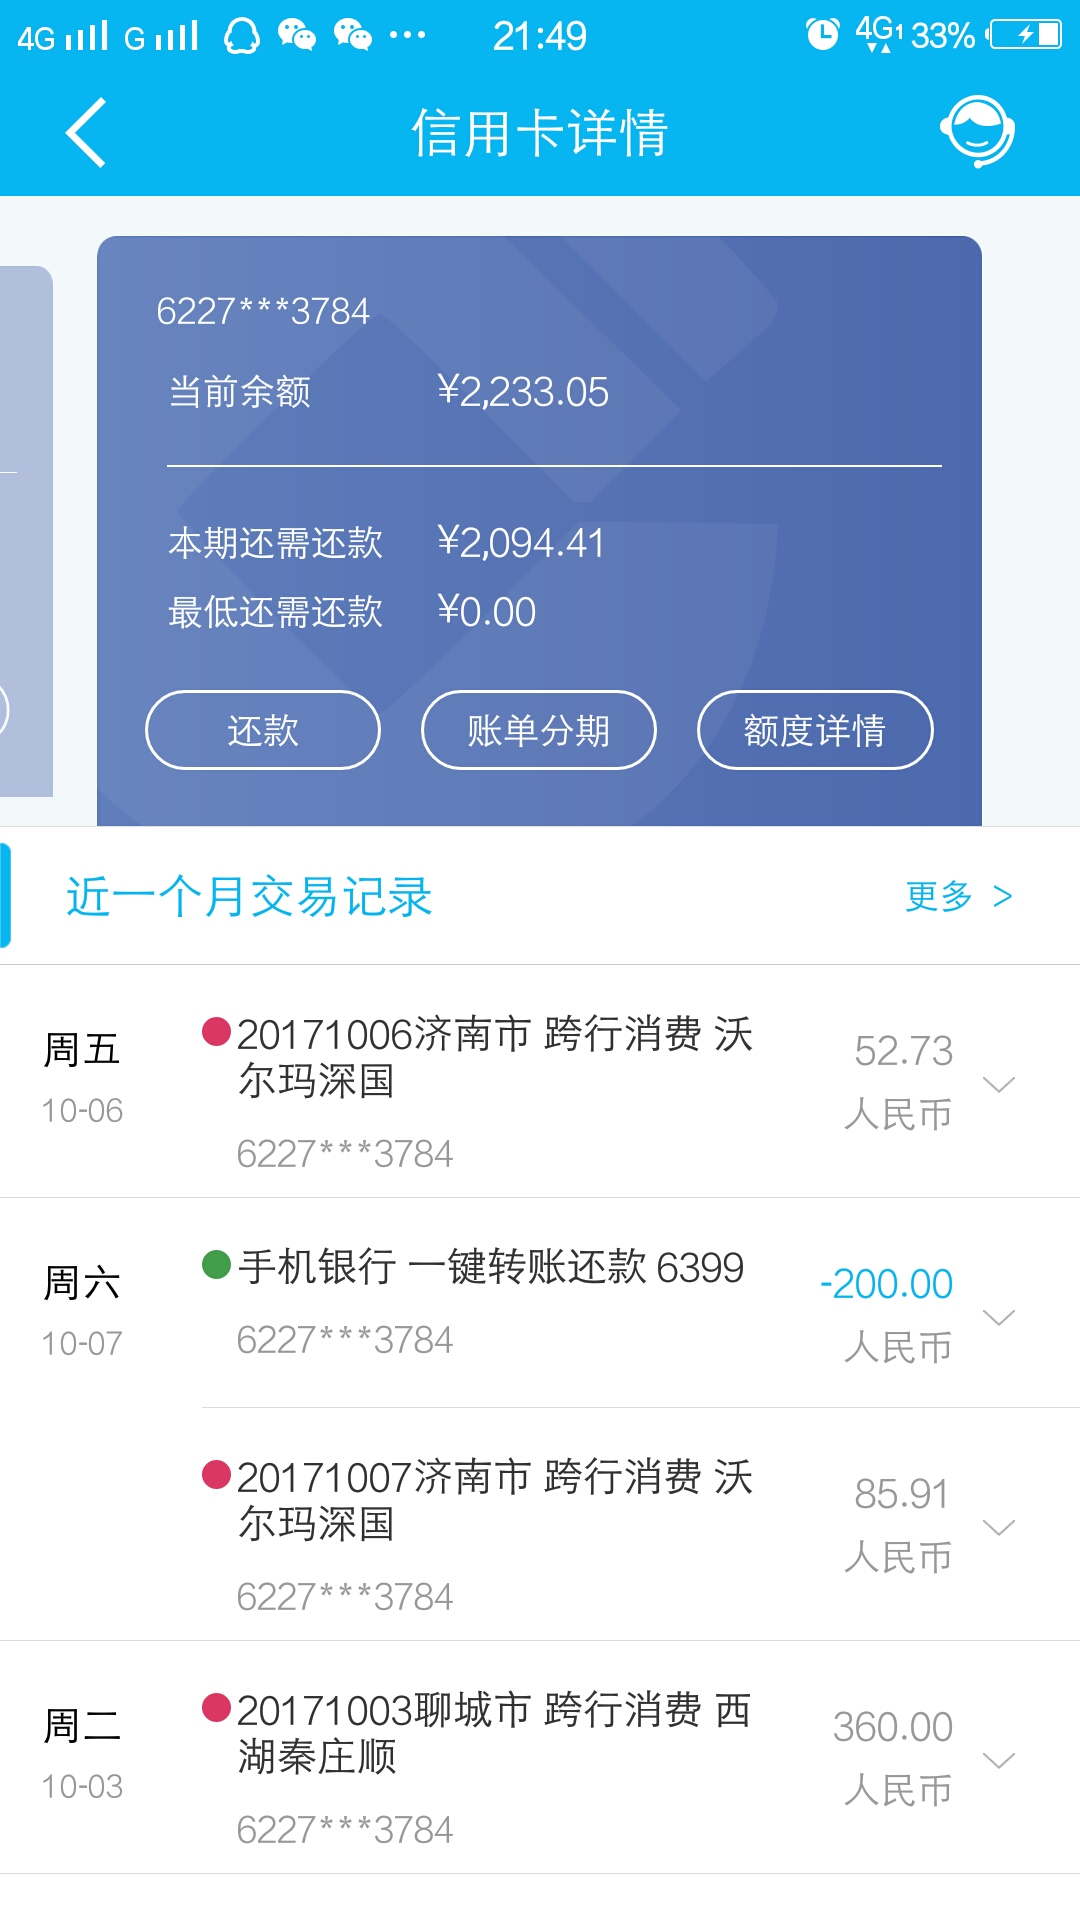 4G G 21:49 4G1 33%
信用卡详情
6227***3784
当前余额 ¥2,233.05
本期还需还款 ¥2,094.41
最低还需还款 ¥0.00
还款 账单分期 额度详情
近一个月交易记录 更多 >
周五 20171006济南市 跨行消费 沃 52.73
尔玛深国
10-06 人民币
6227***3784
周六 手机银行 一键转账还款 6399 -200.00
10-07 6227***3784 人民币
20171007济南市 跨行消费 沃 85.91
尔玛深国
人民币
6227***3784
周二 20171003聊城市 跨行消费 西 360.00
湖秦庄顺
10-03 人民币
6227***3784